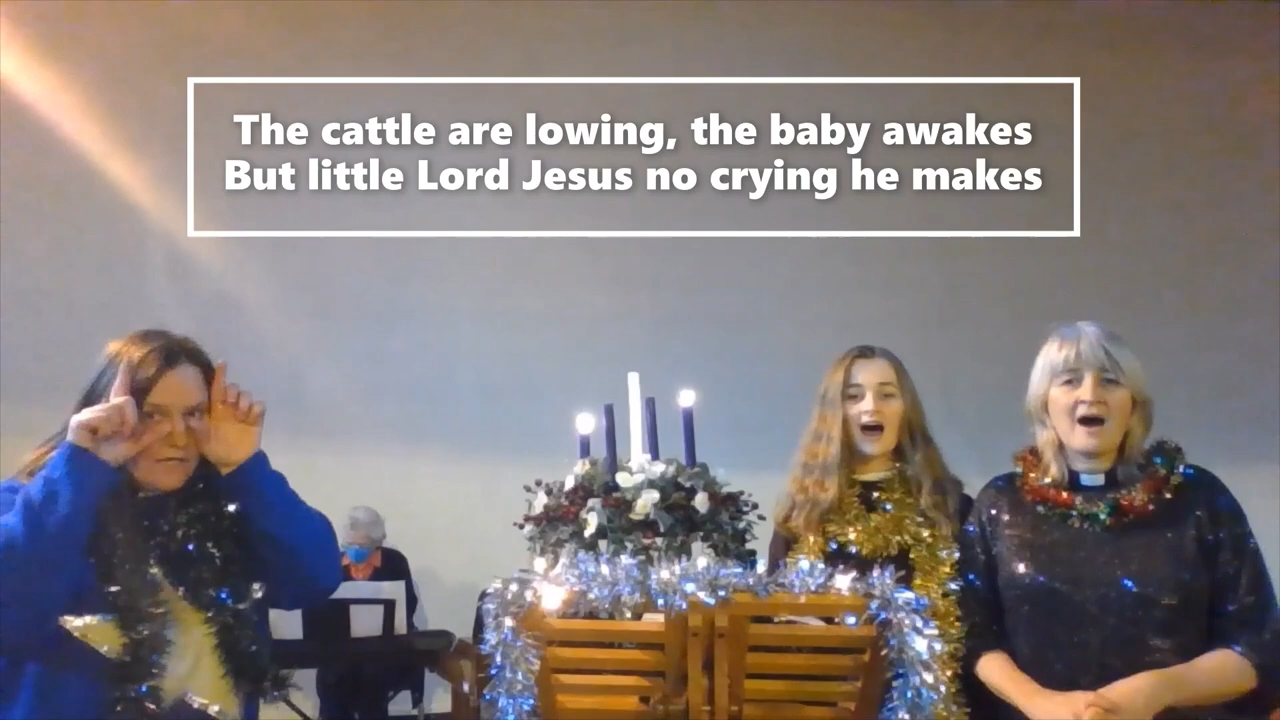 The cattle are lowing, the baby awakes
But little Lord Jesus no crying he makes